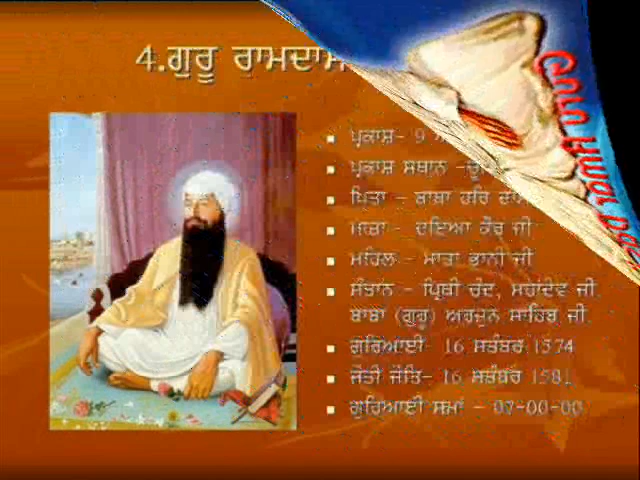 4.ਗੁਰੂ ਰਾਮਦਾਸ
ਪ੍ਰਕਾਸ਼- 9
ਪ੍ਰਕਾਸ਼ ਸਥਾਨ -
ਪਿਤਾ - ਬਾਬਾ ਹਰਿ
ਮਾਤਾ - ਦਇਆ ਕੌਰ ਜੀ
ਮਹਿਲ - ਮਾਤਾ ਭਾਨੀ ਜੀ
ਸੰਤਾਨ - ਪ੍ਰਿਥੀ ਚੰਦ, ਮਹਾਂਦੇਵ ਜੀ
ਬਾਬਾ (ਗੁਰੂ) ਅਰਜੁਨ ਸਾਹਿਬ ਜੀ
ਗੁਰਿਆਈ- 16 ਸਤੰਬਰ 1574
ਜੋਤੀ ਜੋਤਿ- 16 ਸਤੰਬਰ 1581
ਗੁਰਿਆਈ ਸਮਾਂ - 07-00-00